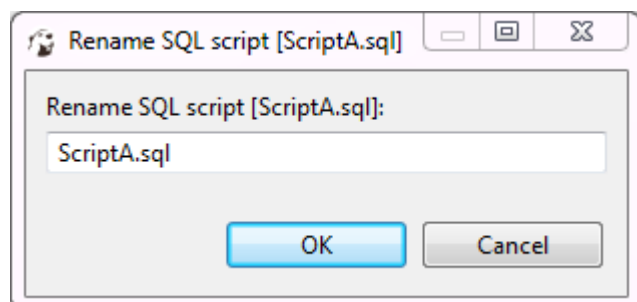 Rename SQL script [ScriptA.sql]
Rename SQL script [ScriptA.sql]:
ScriptA.sql
OK Cancel